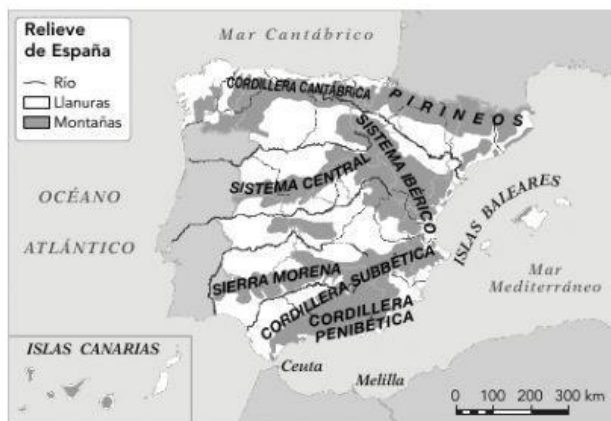 Relieve
de España
Río
Llanuras
Montañas
Mar Cantábrico
CORDILLERA CANTÁBRICA
PIRINEOS
SISTEMA IBÉRICO
SISTEMA CENTRAL
OCÉANO
ATLÁNTICO
ISLAS BALEARES
Mar
Mediterráneo
SIERRA MORENA
CORDILLERA SUBBÉTICA
CORDILLERA
PENIBÉTICA
ISLAS CANARIAS
Ceuta
Melilla
0 100 200 300 km